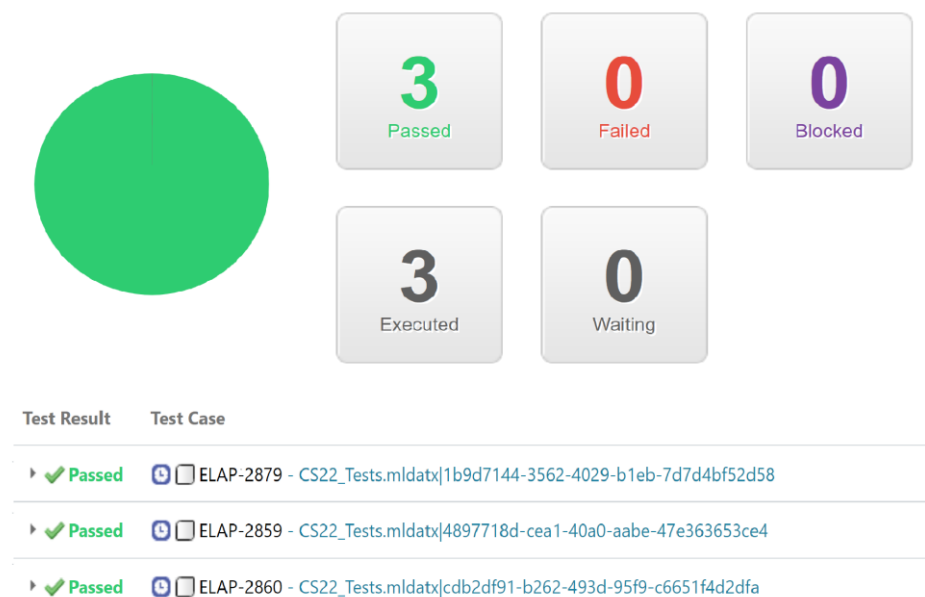 3
Passed
0
Failed
0
Blocked
3
Executed
0
Waiting
Test Result Test Case
Passed ELAP-2879 - CS22_Tests.mldatx|1b9d7144-3562-4029-b1eb-7d7d4bf52d58
Passed ELAP-2859 - CS22_Tests.mldatx|4897718d-cea1-40a0-aabe-47e363653ce4
Passed ELAP-2860 - CS22_Tests.mldatx|cdb2df91-b262-493d-95f9-c6651f4d2dfa